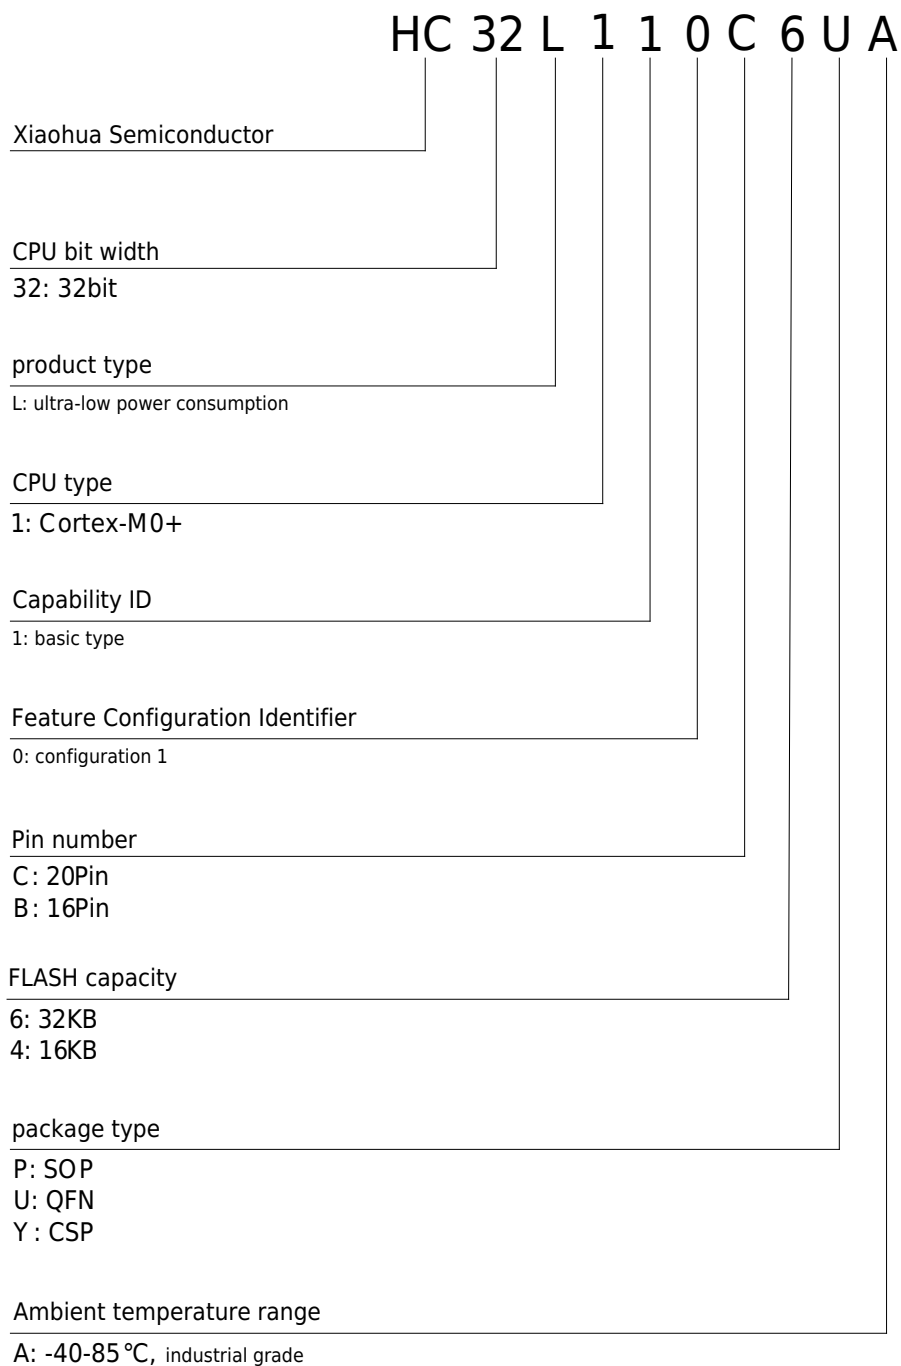 HC 32 L 1 1 0 C 6 U A
Xiaohua Semiconductor
CPU bit width
32: 32bit
product type
L: ultra-low power consumption
CPU type
1: Cortex-M0+
Capability ID
1: basic type
Feature Configuration Identifier
0: configuration 1
Pin number
C: 20Pin
B: 16Pin
FLASH capacity
6: 32KB
4: 16KB
package type
P: SOP
U: QFN
Y: CSP
Ambient temperature range
A: -40-85℃, industrial grade